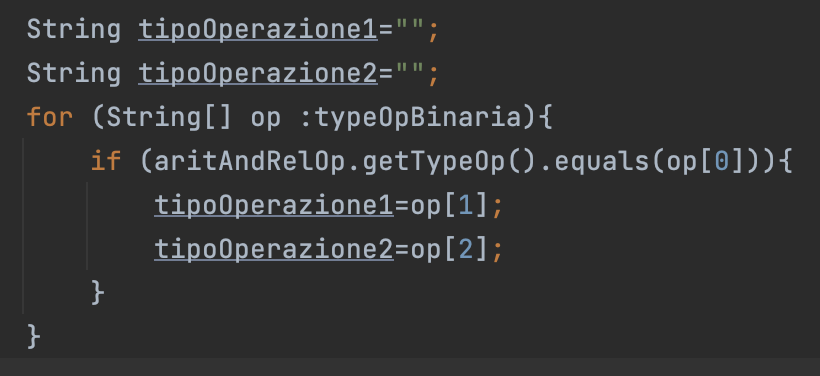 String tipoOperazione1="";
String tipoOperazione2="";
for (String[] op :typeOpBinaria){
    if (aritAndRelOp.getTypeOp().equals(op[0])){
        tipoOperazione1=op[1];
        tipoOperazione2=op[2];
    }
}